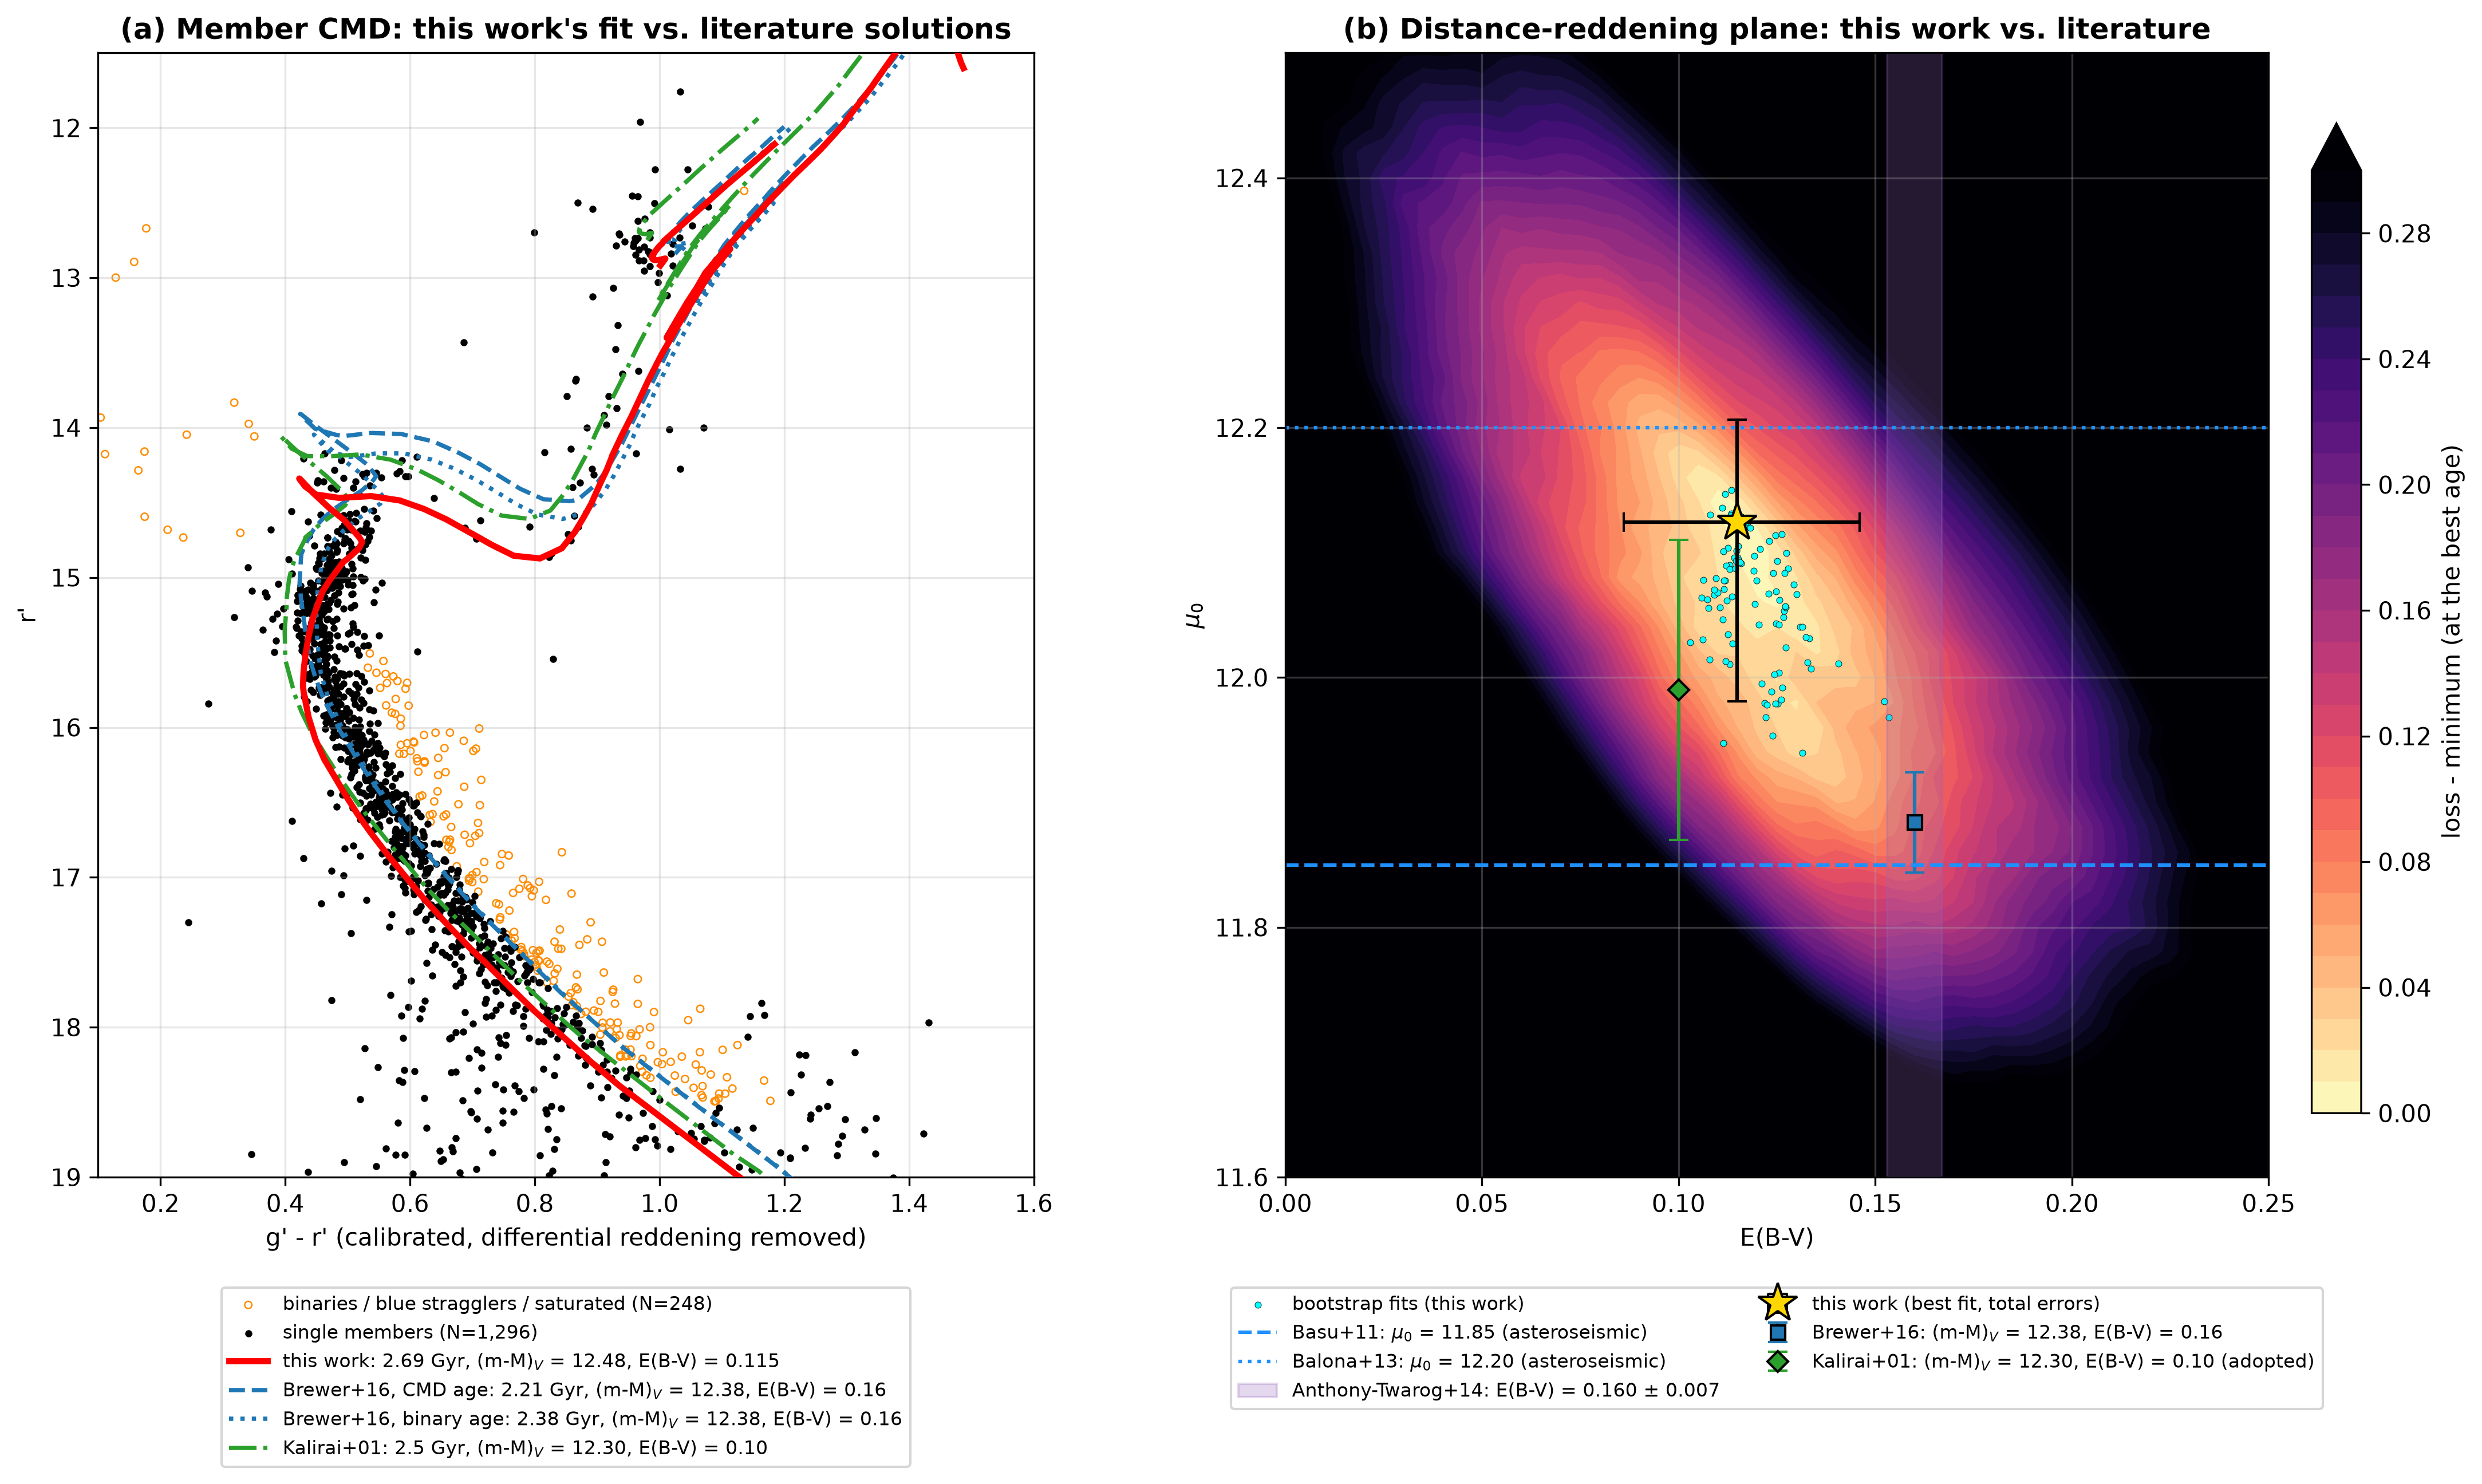 (a) Member CMD: this work's fit vs. literature solutions
12
13
14
15
16
17
18
19
r'
0.2 0.4 0.6 0.8 1.0 1.2 1.4 1.6
g' - r' (calibrated, differential reddening removed)
binaries / blue stragglers / saturated (N=248)
single members (N=1,296)
this work: 2.69 Gyr, (m-M)V = 12.48, E(B-V) = 0.115
Brewer+16, CMD age: 2.21 Gyr, (m-M)V = 12.38, E(B-V) = 0.16
Brewer+16, binary age: 2.38 Gyr, (m-M)V = 12.38, E(B-V) = 0.16
Kalirai+01: 2.5 Gyr, (m-M)V = 12.30, E(B-V) = 0.10
(b) Distance-reddening plane: this work vs. literature
12.4
12.2
12.0
11.8
11.6
μ0
0.00 0.05 0.10 0.15 0.20 0.25
E(B-V)
0.28
0.24
0.20
0.16
0.12
0.08
0.04
0.00
loss - minimum (at the best age)
bootstrap fits (this work)
Basu+11: μ0 = 11.85 (asteroseismic)
Balona+13: μ0 = 12.20 (asteroseismic)
Anthony-Twarog+14: E(B-V) = 0.160 ± 0.007
this work (best fit, total errors)
Brewer+16: (m-M)V = 12.38, E(B-V) = 0.16
Kalirai+01: (m-M)V = 12.30, E(B-V) = 0.10 (adopted)